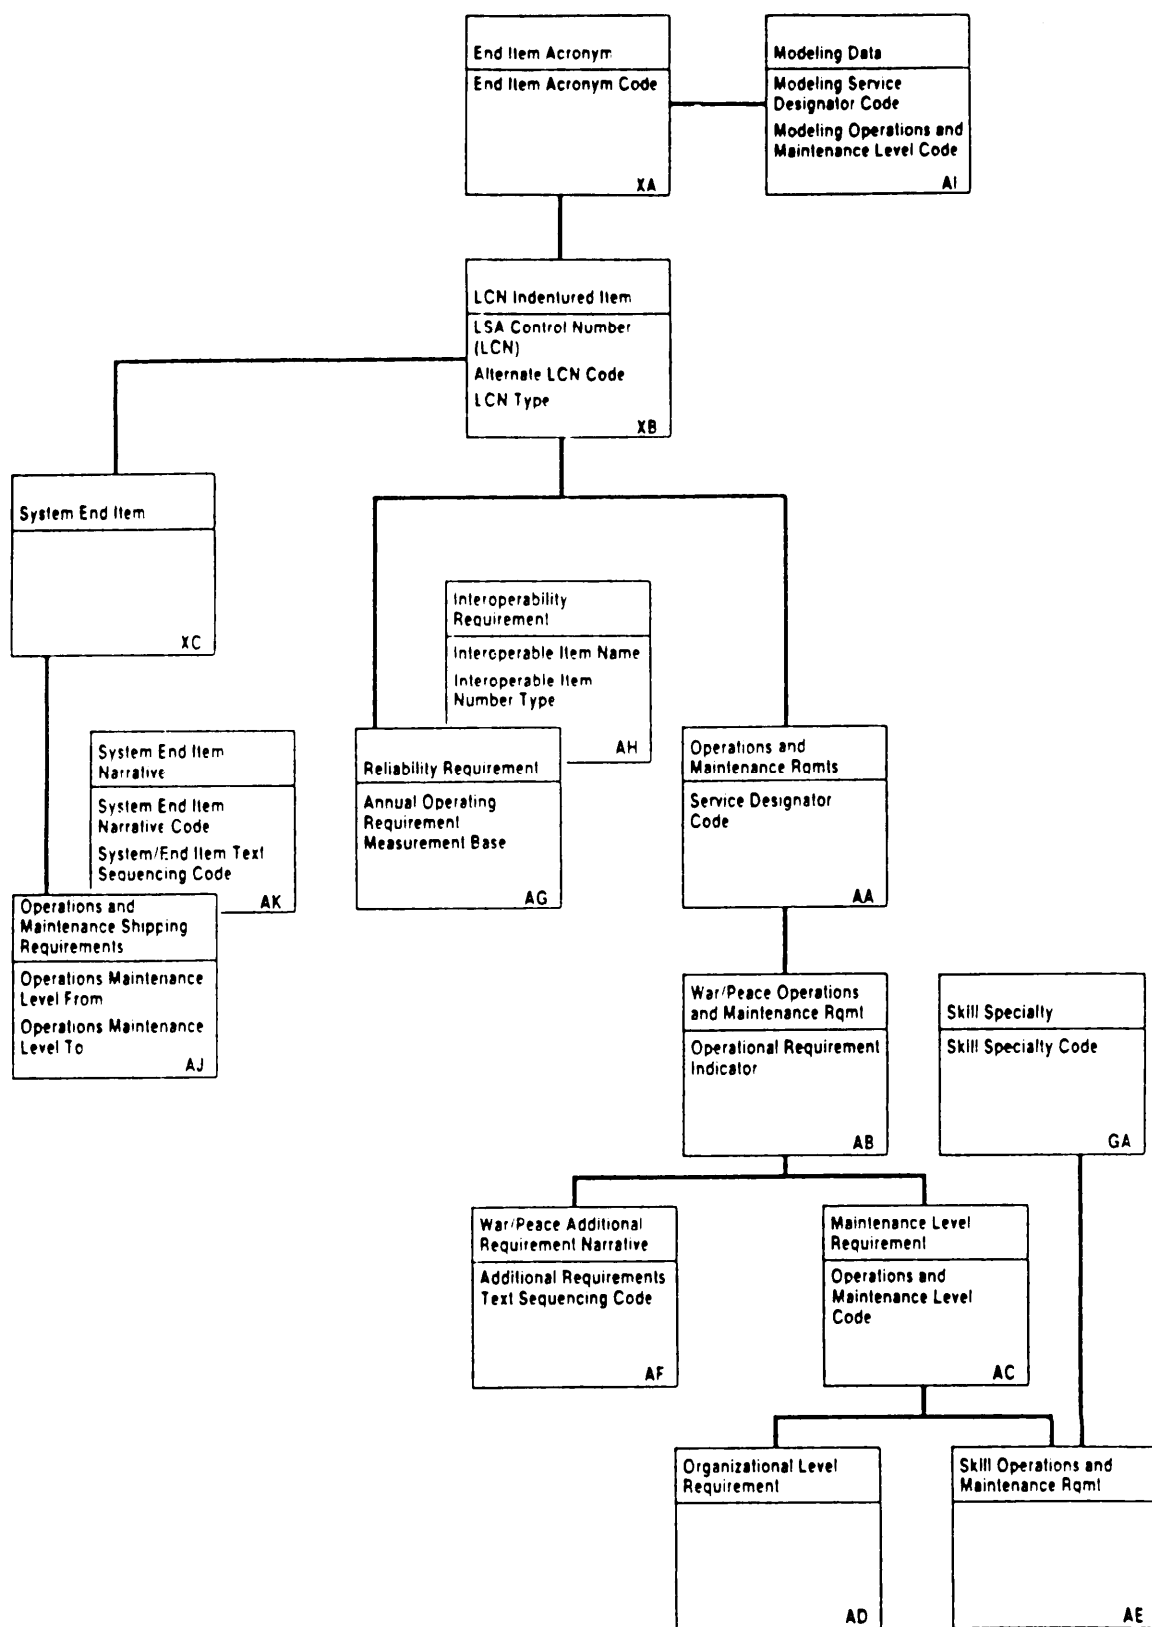 End Item Acronym
End Item Acronym Code
XA
Modeling Data
Modeling Service
Designator Code
Modeling Operations and
Maintenance Level Code
AI
LCN Indentured Item
LSA Control Number
(LCN)
Alternate LCN Code
LCN Type
XB
System End Item
XC
Interoperability
Requirement
Interoperable Item Name
Interoperable Item
Number Type
AH
System End Item
Narrative
System End Item
Narrative Code
System/End Item Text
Sequencing Code
AK
Reliability Requirement
Annual Operating
Requirement
Measurement Base
AG
Operations and
Maintenance Rqmts
Service Designator
Code
AA
Operations and
Maintenance Shipping
Requirements
Operations Maintenance
Level From
Operations Maintenance
Level To
AJ
War/Peace Operations
and Maintenance Rqmt
Operational Requirement
Indicator
AB
Skill Specialty
Skill Specialty Code
GA
War/Peace Additional
Requirement Narrative
Additional Requirements
Text Sequencing Code
AF
Maintenance Level
Requirement
Operations and
Maintenance Level
Code
AC
Organizational Level
Requirement
AD
Skill Operations and
Maintenance Rqmt
AE